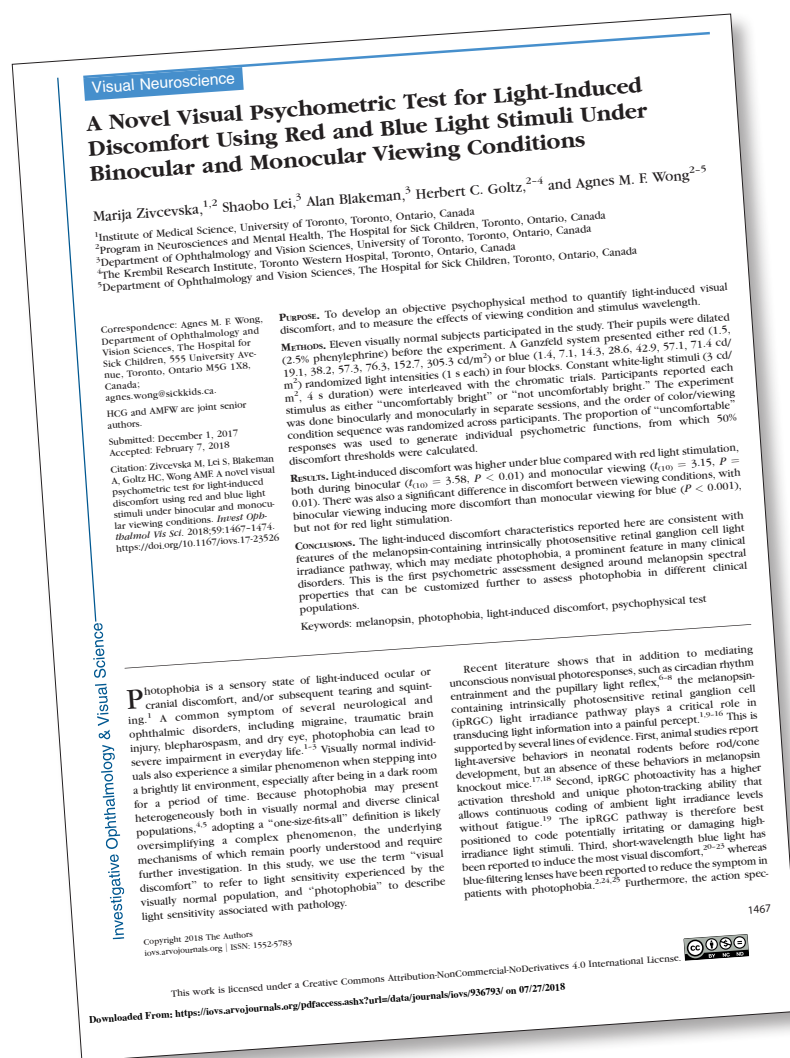 Visual Neuroscience
A Novel Visual Psychometric Test for Light-Induced
Discomfort Using Red and Blue Light Stimuli Under
Binocular and Monocular Viewing Conditions
Marija Zivcevska,1,2 Shaobo Lei,3 Alan Blakeman,3 Herbert C. Goltz,2–4 and Agnes M. F. Wong2–5
1Institute of Medical Science, University of Toronto, Toronto, Ontario, Canada
2Program in Neurosciences and Mental Health, The Hospital for Sick Children, Toronto, Ontario, Canada
3Department of Ophthalmology and Vision Sciences, University of Toronto, Toronto, Ontario, Canada
4The Krembil Research Institute, Toronto Western Hospital, Toronto, Ontario, Canada
5Department of Ophthalmology and Vision Sciences, The Hospital for Sick Children, Toronto, Ontario, Canada
Correspondence: Agnes M. F. Wong,
Department of Ophthalmology and
Vision Sciences, The Hospital for
Sick Children, 555 University Ave-
nue, Toronto, Ontario M5G 1X8,
Canada;
agnes.wong@sickkids.ca.
HCG and AMFW are joint senior
authors.
Submitted: December 1, 2017
Accepted: February 7, 2018
Citation: Zivcevska M, Lei S, Blakeman
A, Goltz HC, Wong AMF. A novel visual
psychometric test for light-induced
discomfort using red and blue light
stimuli under binocular and monocu-
lar viewing conditions. Invest Oph-
thalmol Vis Sci. 2018;59:1467–1474.
https://doi.org/10.1167/iovs.17-23526
PURPOSE. To develop an objective psychophysical method to quantify light-induced visual
discomfort, and to measure the effects of viewing condition and stimulus wavelength.
METHODS. Eleven visually normal subjects participated in the study. Their pupils were dilated
(2.5% phenylephrine) before the experiment. A Ganzfeld system presented either red (1.5,
19.1, 38.2, 57.3, 76.3, 152.7, 305.3 cd/m2) or blue (1.4, 7.1, 14.3, 28.6, 42.9, 57.1, 71.4 cd/
m2) randomized light intensities (1 s each) in four blocks. Constant white-light stimuli (3 cd/
m2, 4 s duration) were interleaved with the chromatic trials. Participants reported each
stimulus as either “uncomfortably bright” or “not uncomfortably bright.” The experiment
was done binocularly and monocularly in separate sessions, and the order of color/viewing
condition sequence was randomized across participants. The proportion of “uncomfortable”
responses was used to generate individual psychometric functions, from which 50%
discomfort thresholds were calculated.
RESULTS. Light-induced discomfort was higher under blue compared with red light stimulation,
both during binocular (t(10) = 3.58, P < 0.01) and monocular viewing (t(10) = 3.15, P =
0.01). There was also a significant difference in discomfort between viewing conditions, with
binocular viewing inducing more discomfort than monocular viewing for blue (P < 0.001),
but not for red light stimulation.
CONCLUSIONS. The light-induced discomfort characteristics reported here are consistent with
features of the melanopsin-containing intrinsically photosensitive retinal ganglion cell light
irradiance pathway, which may mediate photophobia, a prominent feature in many clinical
disorders. This is the first psychometric assessment designed around melanopsin spectral
properties that can be customized further to assess photophobia in different clinical
populations.
Keywords: melanopsin, photophobia, light-induced discomfort, psychophysical test
Photophobia is a sensory state of light-induced ocular or
cranial discomfort, and/or subsequent tearing and squint-
ing.1 A common symptom of several neurological and
ophthalmic disorders, including migraine, traumatic brain
injury, blepharospasm, and dry eye, photophobia can lead to
severe impairment in everyday life.1–3 Visually normal individ-
uals also experience a similar phenomenon when stepping into
a brightly lit environment, especially after being in a dark room
for a period of time. Because photophobia may present
heterogeneously both in visually normal and diverse clinical
populations,4,5 adopting a “one-size-fits-all” definition is likely
oversimplifying a complex phenomenon, the underlying
mechanisms of which remain poorly understood and require
further investigation. In this study, we use the term “visual
discomfort” to refer to light sensitivity experienced by the
visually normal population, and “photophobia” to describe
light sensitivity associated with pathology.
Recent literature shows that in addition to mediating
unconscious nonvisual photoresponses, such as circadian rhythm
entrainment and the pupillary light reflex,6–8 the melanopsin-
containing intrinsically photosensitive retinal ganglion cell
(ipRGC) light irradiance pathway plays a critical role in
transducing light information into a painful percept.1,9–16 This is
supported by several lines of evidence. First, animal studies report
light-aversive behaviors in neonatal rodents before rod/cone
development, but an absence of these behaviors in melanopsin
knockout mice.17,18 Second, ipRGC photoactivity has a higher
activation threshold and unique photon-tracking ability that
allows continuous coding of ambient light irradiance levels
without fatigue.19 The ipRGC pathway is therefore best
positioned to code potentially irritating or damaging high-
irradiance light stimuli. Third, short-wavelength blue light has
been reported to induce the most visual discomfort,20–23 whereas
blue-filtering lenses have been reported to reduce the symptom in
patients with photophobia.2,24,25 Furthermore, the action spec-
Investigative Ophthalmology & Visual Science
Copyright 2018 The Authors
iovs.arvojournals.org | ISSN: 1552-5783
1467
This work is licensed under a Creative Commons Attribution-NonCommercial-NoDerivatives 4.0 International License.
cc BY NC ND
Downloaded From: https://iovs.arvojournals.org/pdfaccess.ashx?url=/data/journals/iovs/936793/ on 07/27/2018